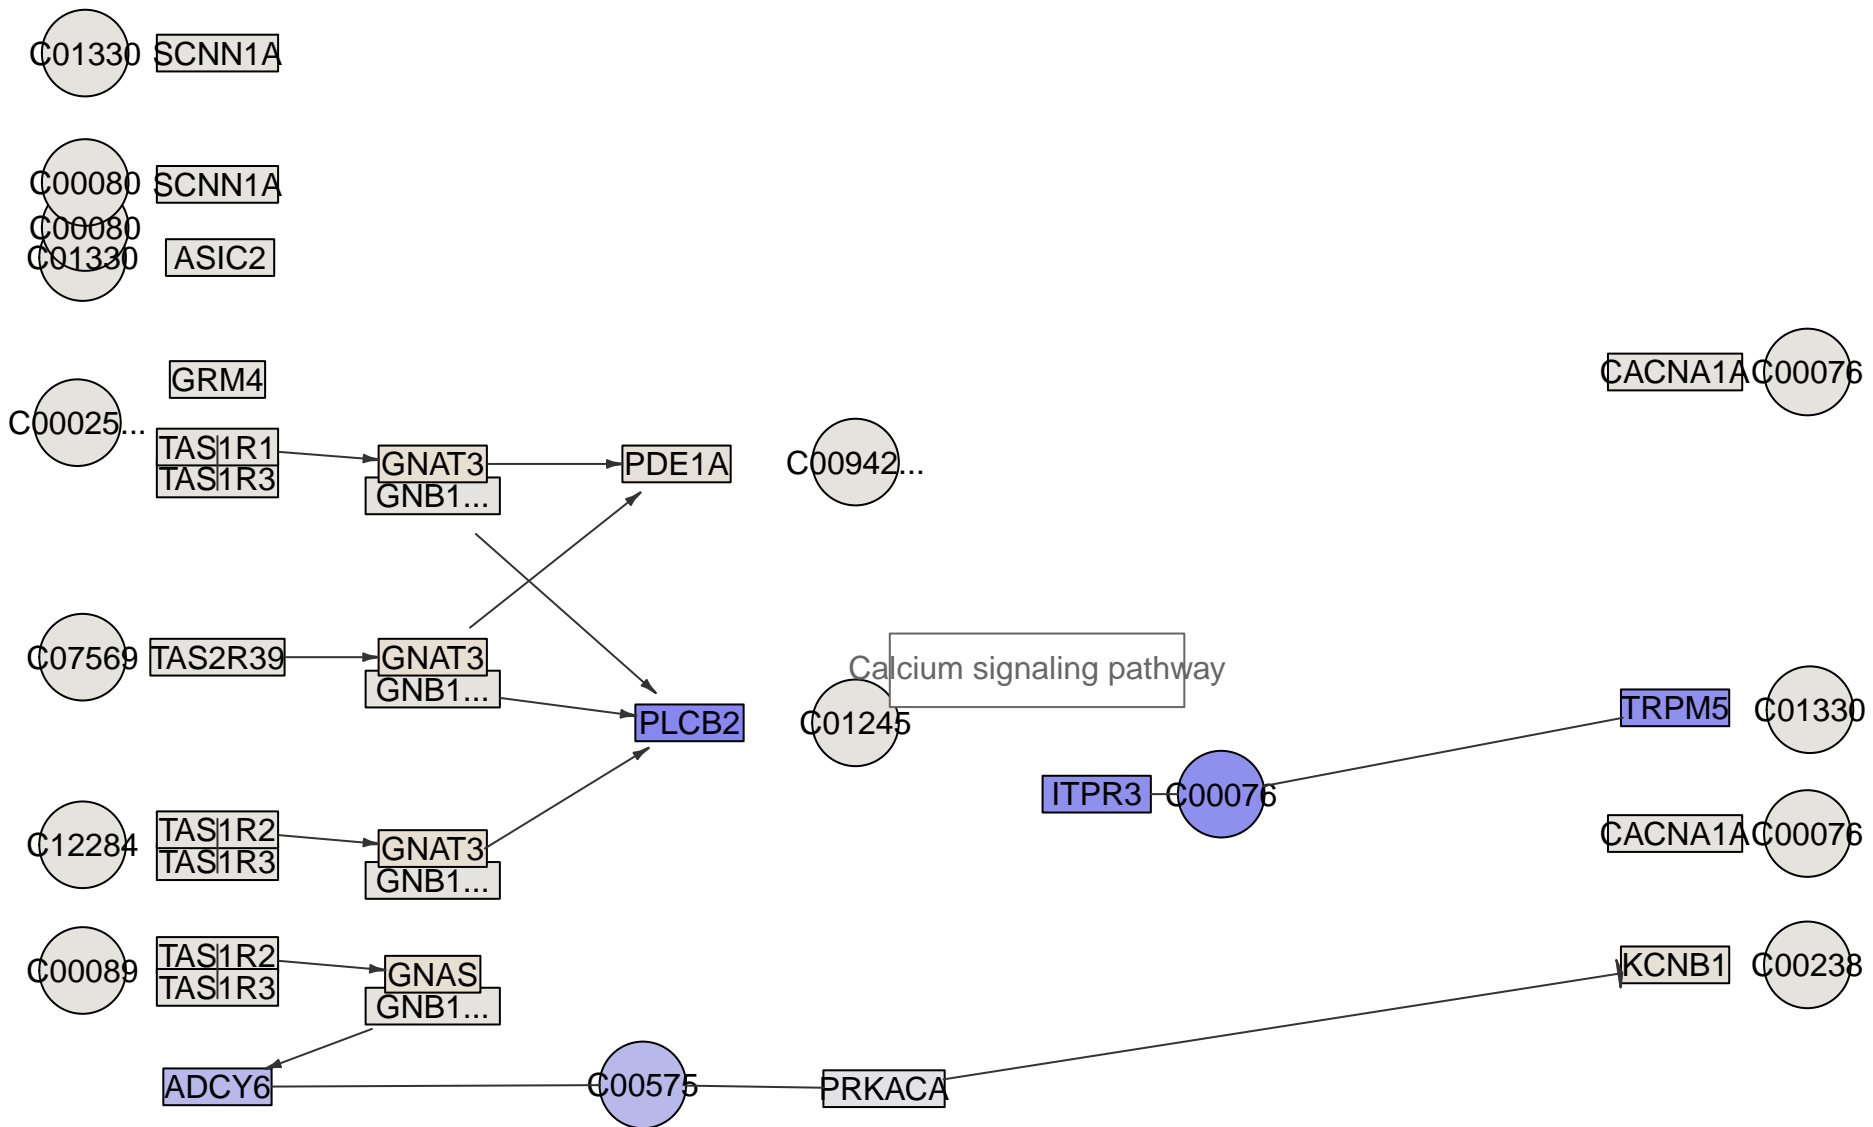 C01330 SCNN1A
C00080 SCNN1A
C00080
C01330 ASIC2
GRM4
CACNA1A C00076
C00025...
TAS1R1
GNAT3 PDE1A C00942...
TAS1R3
GNB1...
C07569 TAS2R39 GNAT3
Calcium signaling pathway
GNB1...
PLCB2 C01245
TRPM5 C01330
ITPR3 C00076
C12284 TAS1R2
CACNA1A C00076
GNAT3
TAS1R3
GNB1...
C00089 TAS1R2
KCNB1 C00238
GNAS
TAS1R3
GNB1...
ADCY6 C00575 PRKACA